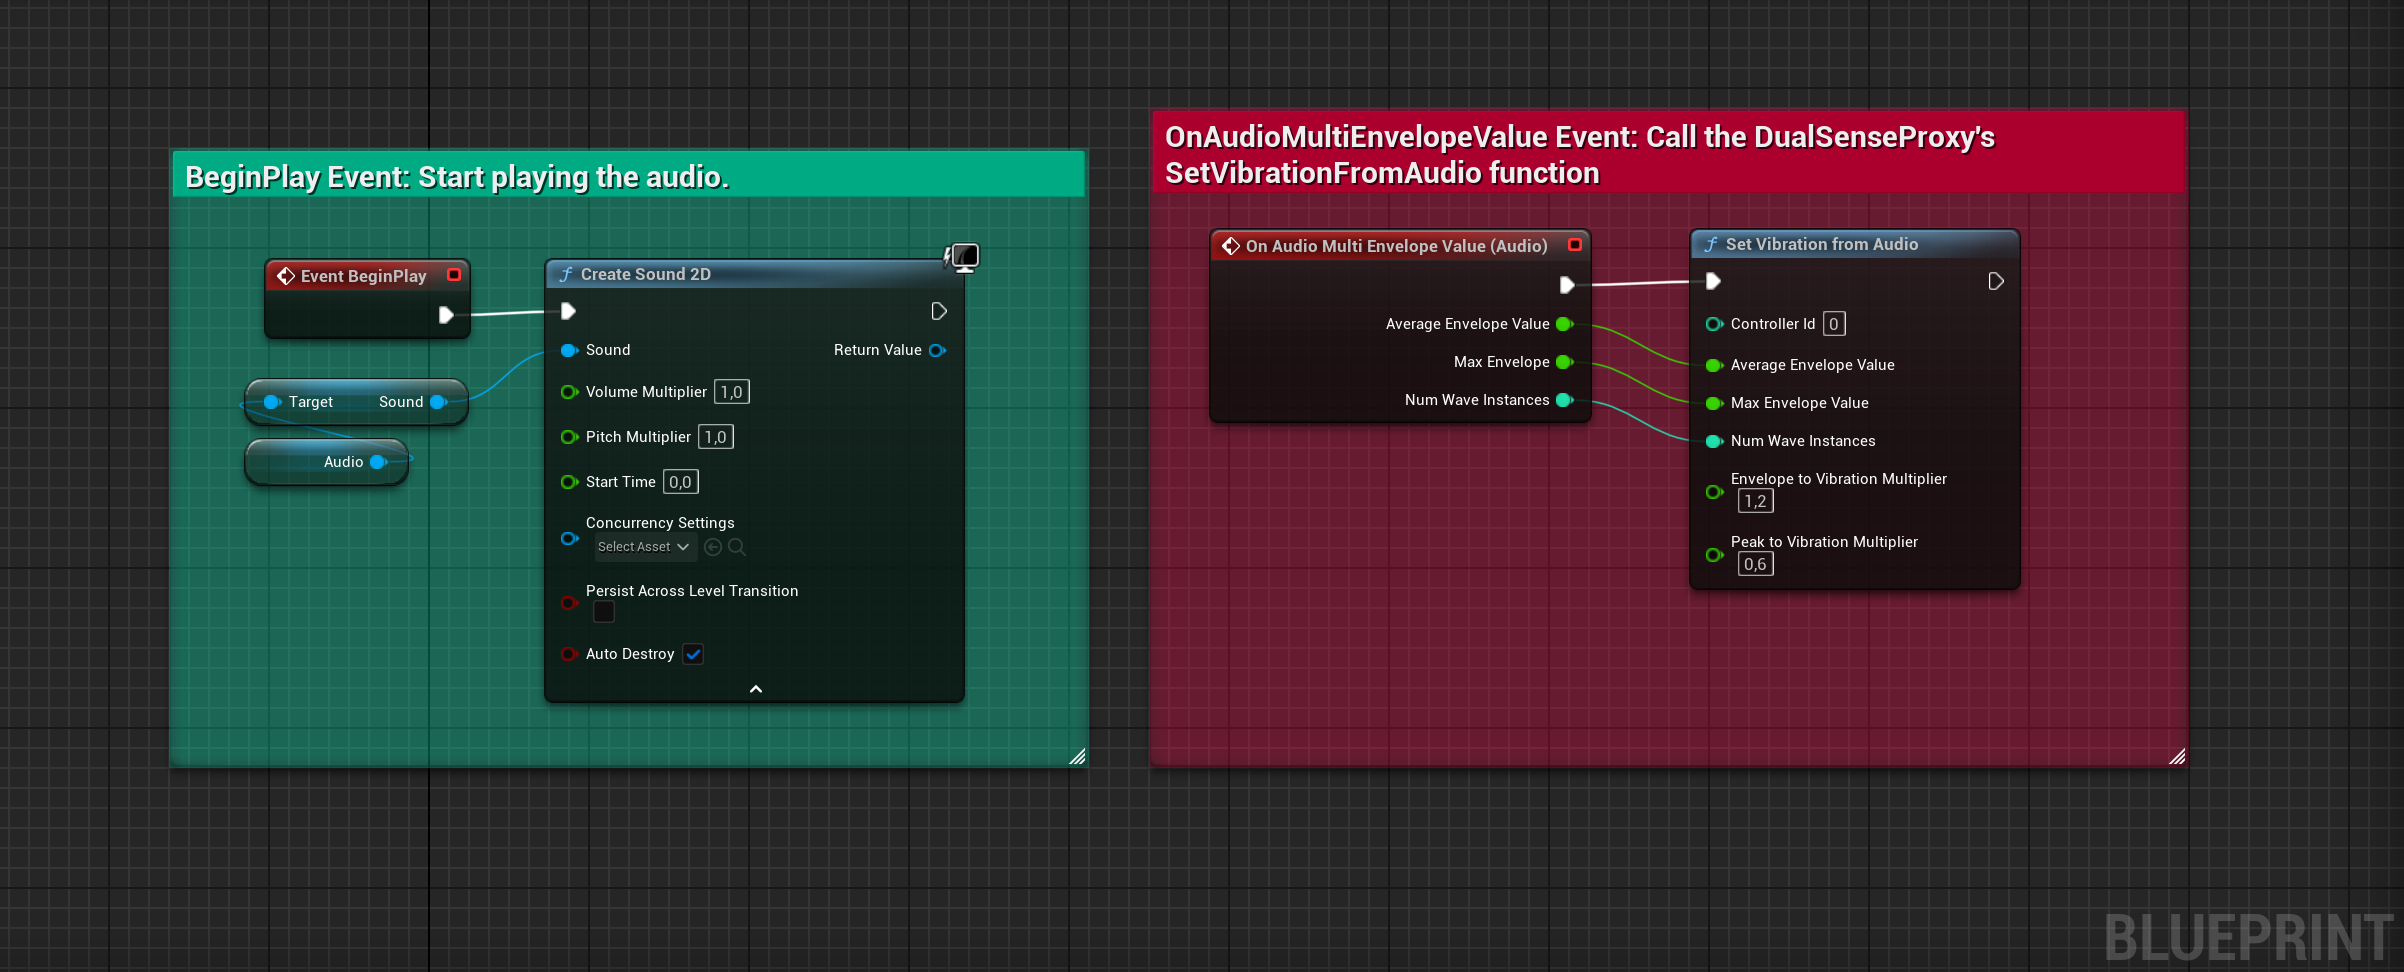 BeginPlay Event: Start playing the audio.
Event BeginPlay
Target Sound
Audio
Create Sound 2D
Sound
Return Value
Volume Multiplier 1,0
Pitch Multiplier 1,0
Start Time 0,0
Concurrency Settings
Select Asset
Persist Across Level Transition
Auto Destroy
OnAudioMultiEnvelopeValue Event: Call the DualSenseProxy's
SetVibrationFromAudio function
On Audio Multi Envelope Value (Audio)
Average Envelope Value
Max Envelope
Num Wave Instances
Set Vibration from Audio
Controller Id 0
Average Envelope Value
Max Envelope Value
Num Wave Instances
Envelope to Vibration Multiplier
1,2
Peak to Vibration Multiplier
0,6
BLUEPRINT